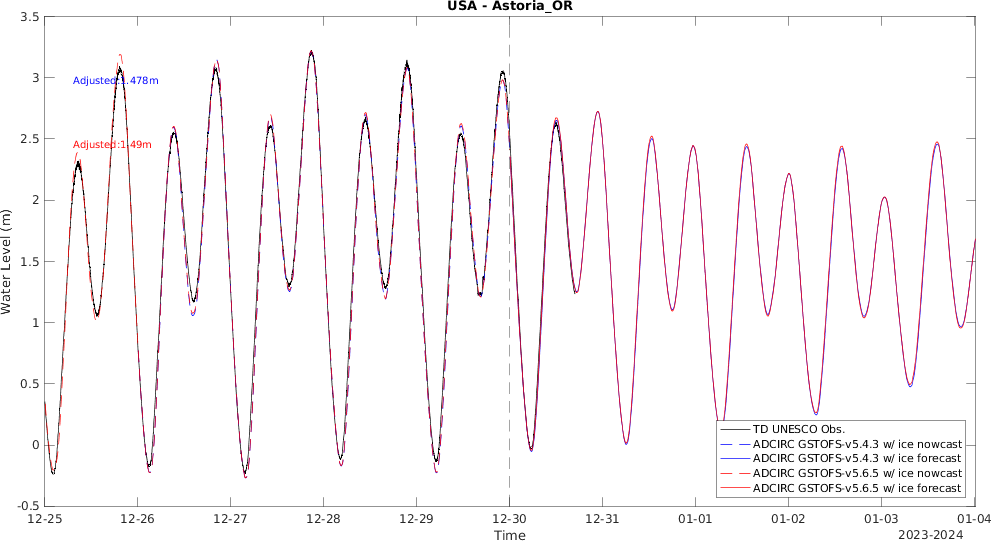 USA - Astoria_OR
3.5
3
2.5
2
1.5
1
0.5
0
-0.5
Water Level (m)
Adjusted:1.478m
Adjusted:1.49m
TD UNESCO Obs.
ADCIRC GSTOFS-v5.4.3 w/ ice nowcast
ADCIRC GSTOFS-v5.4.3 w/ ice forecast
ADCIRC GSTOFS-v5.6.5 w/ ice nowcast
ADCIRC GSTOFS-v5.6.5 w/ ice forecast
12-25 12-26 12-27 12-28 12-29 12-30 12-31 01-01 01-02 01-03 01-04
Time
2023-2024